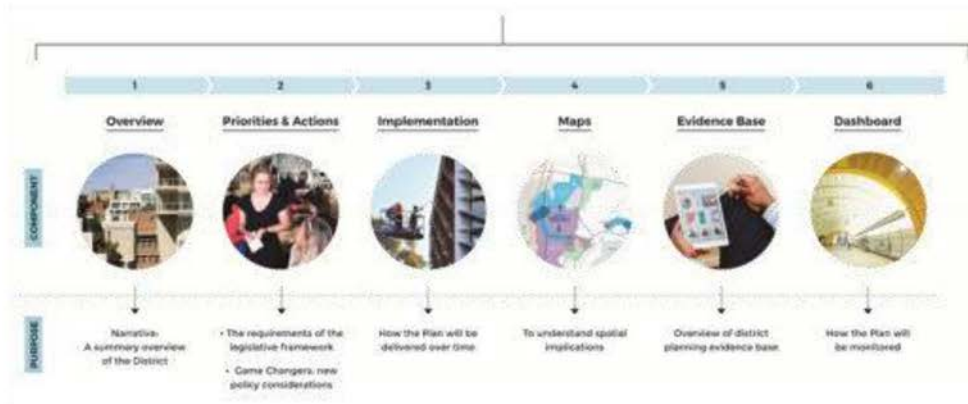 1 2 3 4 5 6
Overview Priorities & Actions Implementation Maps Evidence Base Dashboard
COMPONENT
PURPOSE
Narrative:
A summary overview
of the District
• The requirements of the
legislative framework
• Game Changers: new
policy considerations
How the Plan will be
delivered over time
To understand spatial
implications
Overview of district
planning evidence base
How the Plan will
be monitored